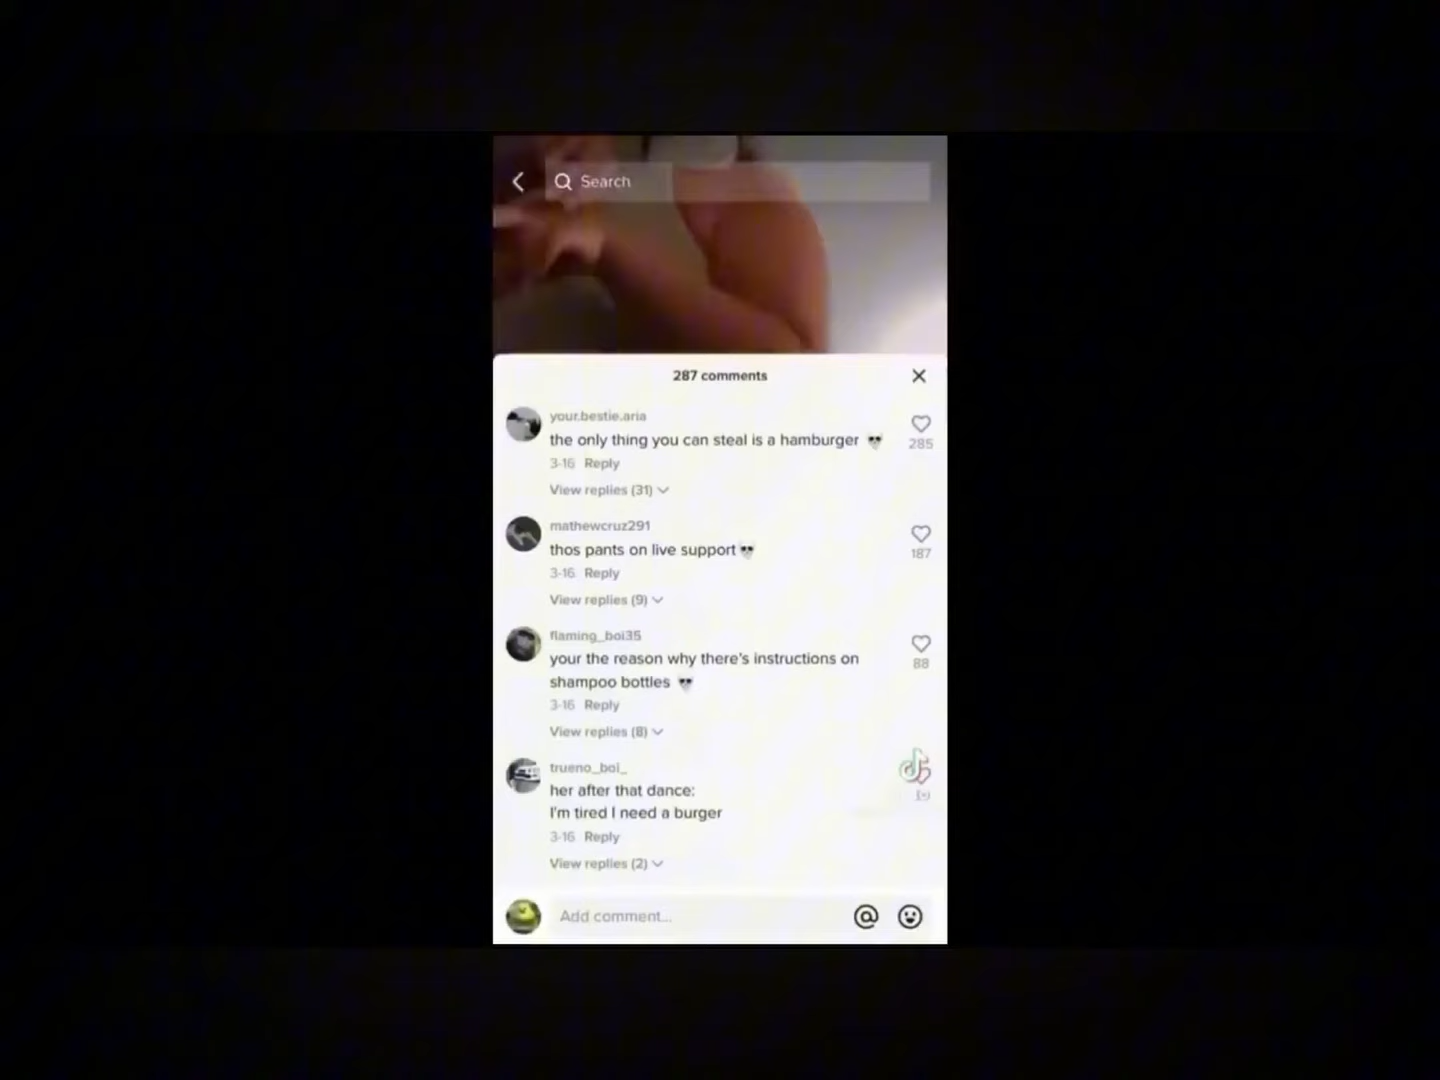 Search
287 comments
your.bestie.aria
the only thing you can steal is a hamburger
285
3-16 Reply
View replies (31)
mathewcruz291
thos pants on live support
187
3-16 Reply
View replies (9)
flaming_boi35
your the reason why there's instructions on
shampoo bottles
88
3-16 Reply
View replies (8)
trueno_boi_
her after that dance:
I'm tired I need a burger
3-16 Reply
View replies (2)
Add comment...